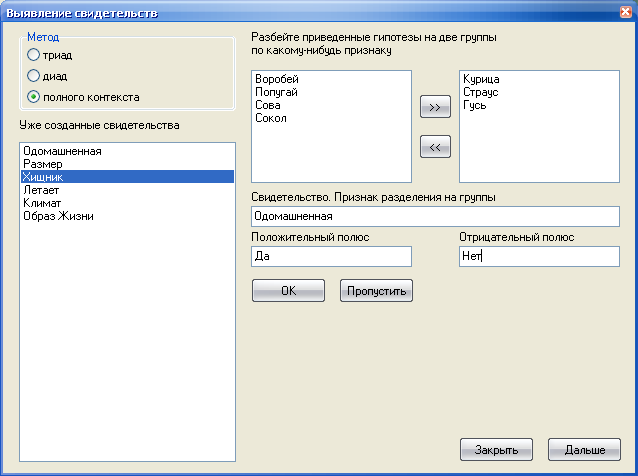 Выявление свидетельств
Метод
триад
диад
полного контекста
Уже созданные свидетельства
Одомашненная
Размер
Хищник
Летает
Климат
Образ Жизни
Разбейте приведенные гипотезы на две группы
по какому-нибудь признаку
Воробей
Попугай
Сова
Сокол
>>
<<
Курица
Страус
Гусь
Свидетельство. Признак разделения на группы
Одомашненная
Положительный полюс
Отрицательный полюс
Да
Нет
OK
Пропустить
Закрыть
Дальше